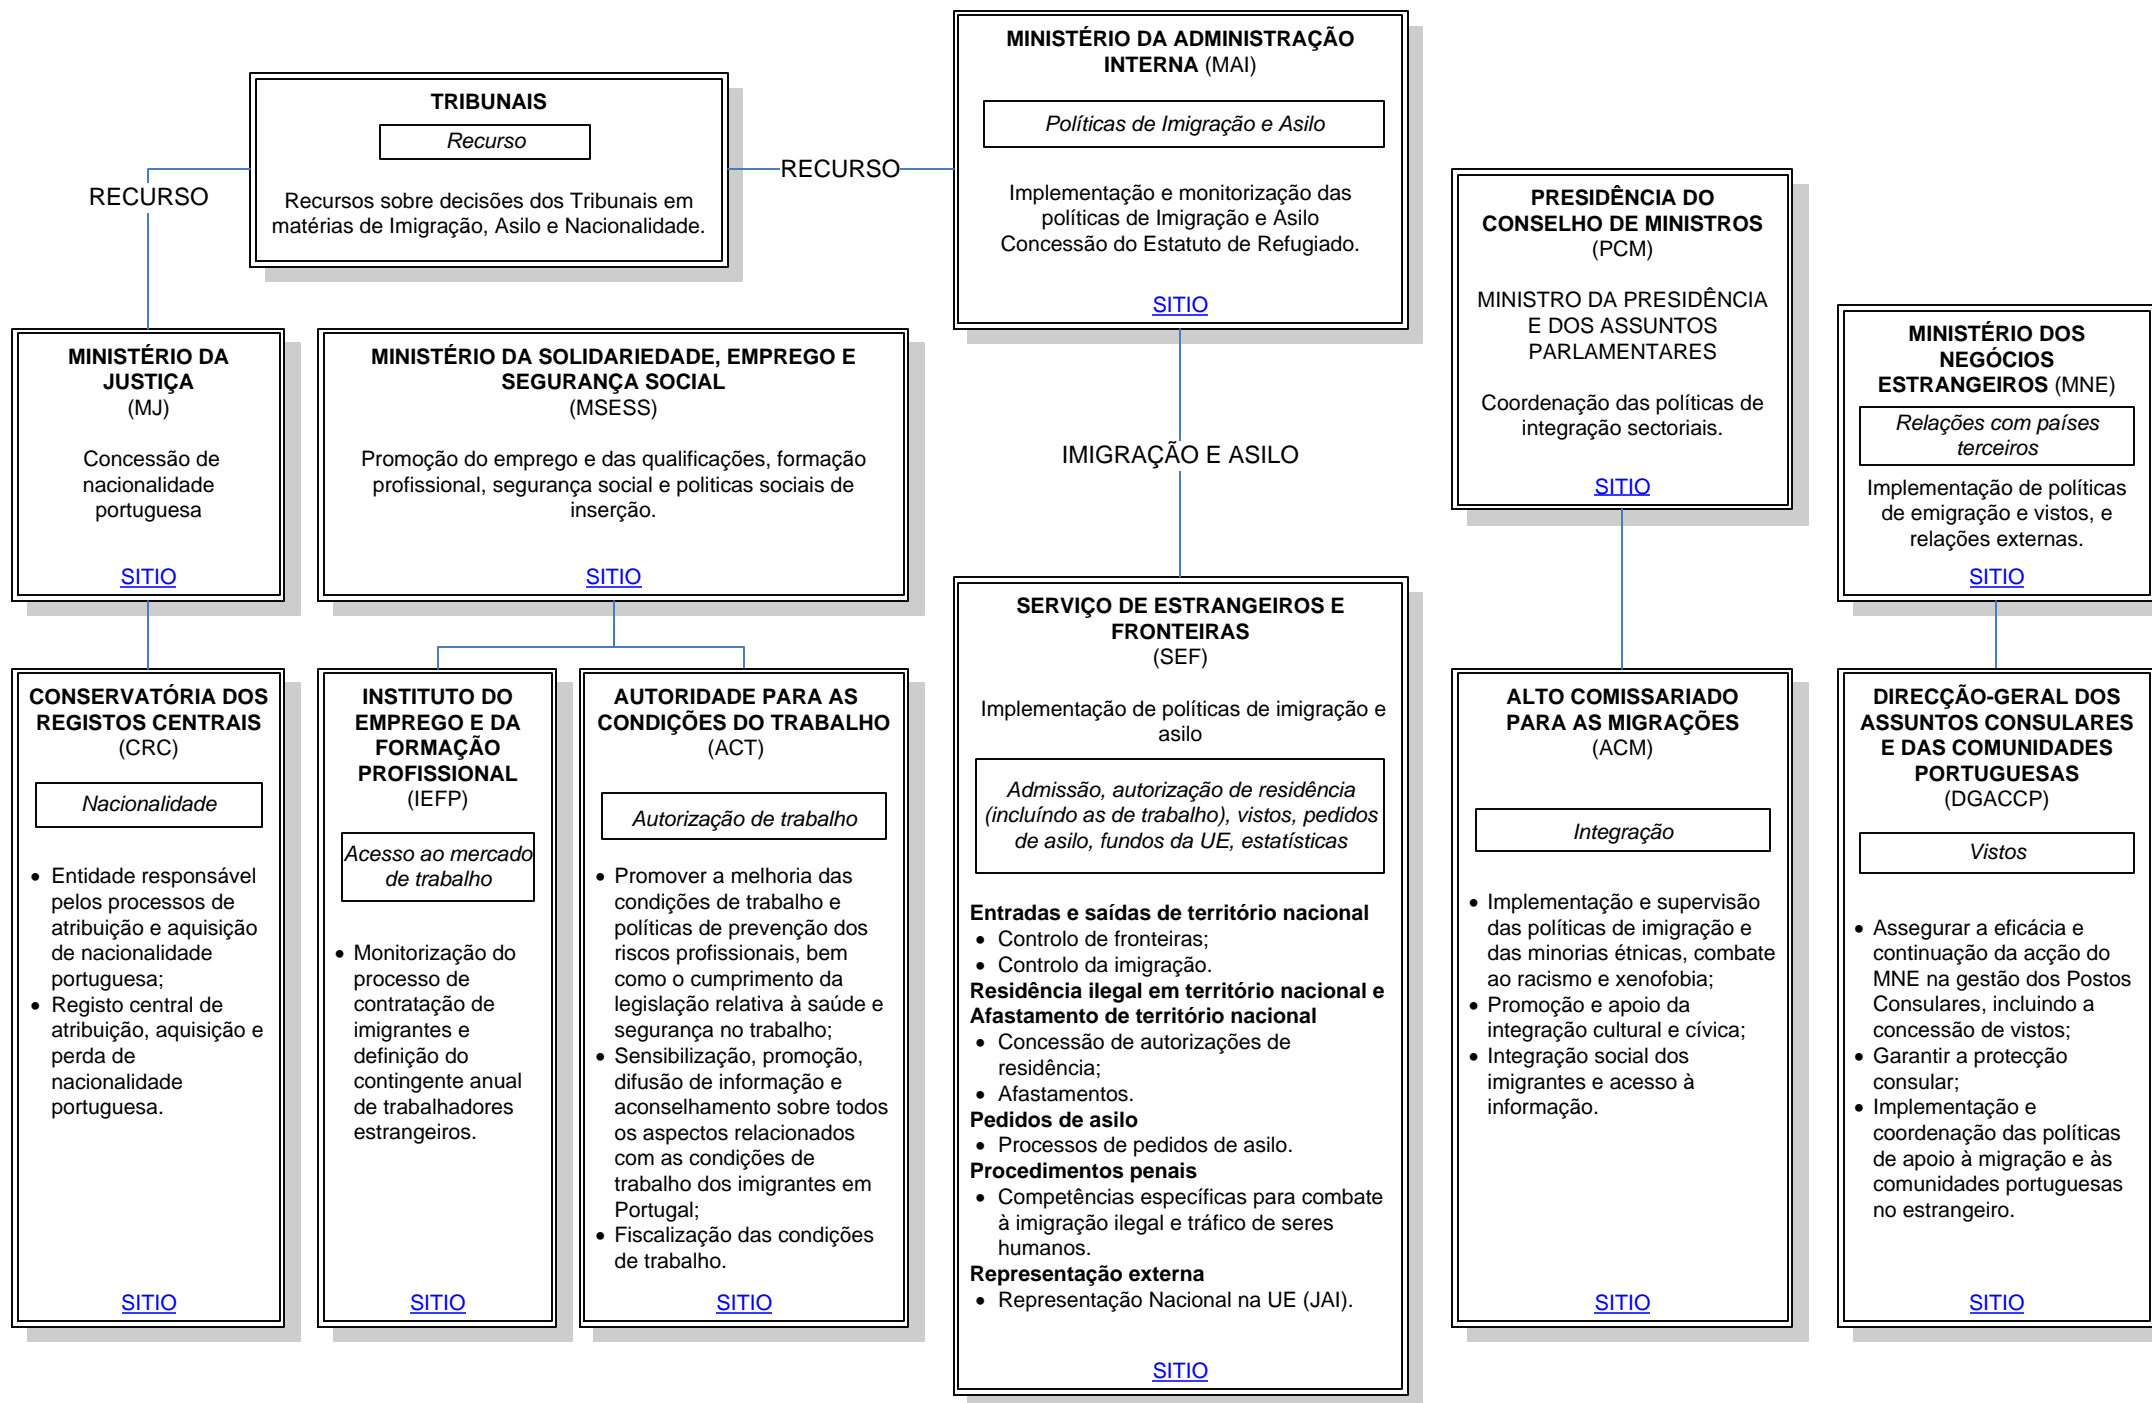 MINISTÉRIO DA ADMINISTRAÇÃO
INTERNA (MAI)
Políticas de Imigração e Asilo
Implementação e monitorização das
políticas de Imigração e Asilo
Concessão do Estatuto de Refugiado.
SITIO
TRIBUNAIS
Recurso
Recursos sobre decisões dos Tribunais em
matérias de Imigração, Asilo e Nacionalidade.
RECURSO
RECURSO
PRESIDÊNCIA DO
CONSELHO DE MINISTROS
(PCM)
MINISTRO DA PRESIDÊNCIA
E DOS ASSUNTOS
PARLAMENTARES
Coordenação das políticas de
integração sectoriais.
SITIO
MINISTÉRIO DOS
NEGÓCIOS
ESTRANGEIROS (MNE)
Relações com países
terceiros
Implementação de políticas
de emigração e vistos, e
relações externas.
SITIO
MINISTÉRIO DA
JUSTIÇA
(MJ)
Concessão de
nacionalidade
portuguesa
SITIO
MINISTÉRIO DA SOLIDARIEDADE, EMPREGO E
SEGURANÇA SOCIAL
(MSESS)
Promoção do emprego e das qualificações, formação
profissional, segurança social e politicas sociais de
inserção.
SITIO
IMIGRAÇÃO E ASILO
CONSERVATÓRIA DOS
REGISTOS CENTRAIS
(CRC)
Nacionalidade
• Entidade responsável
pelos processos de
atribuição e aquisição
de nacionalidade
portuguesa;
• Registo central de
atribuição, aquisição e
perda de
nacionalidade
portuguesa.
SITIO
INSTITUTO DO
EMPREGO E DA
FORMAÇÃO
PROFISSIONAL
(IEFP)
Acesso ao mercado
de trabalho
• Monitorização do
processo de
contratação de
imigrantes e
definição do
contingente anual
de trabalhadores
estrangeiros.
SITIO
AUTORIDADE PARA AS
CONDIÇÕES DO TRABALHO
(ACT)
Autorização de trabalho
• Promover a melhoria das
condições de trabalho e
políticas de prevenção dos
riscos profissionais, bem
como o cumprimento da
legislação relativa à saúde e
segurança no trabalho;
• Sensibilização, promoção,
difusão de informação e
aconselhamento sobre todos
os aspectos relacionados
com as condições de
trabalho dos imigrantes em
Portugal;
• Fiscalização das condições
de trabalho.
SITIO
SERVIÇO DE ESTRANGEIROS E
FRONTEIRAS
(SEF)
Implementação de políticas de imigração e
asilo
Admissão, autorização de residência
(incluíndo as de trabalho), vistos, pedidos
de asilo, fundos da UE, estatísticas
Entradas e saídas de território nacional
• Controlo de fronteiras;
• Controlo da imigração.
Residência ilegal em território nacional e
Afastamento de território nacional
• Concessão de autorizações de
residência;
• Afastamentos.
Pedidos de asilo
• Processos de pedidos de asilo.
Procedimentos penais
• Competências específicas para combate
à imigração ilegal e tráfico de seres
humanos.
Representação externa
• Representação Nacional na UE (JAI).
SITIO
ALTO COMISSARIADO
PARA AS MIGRAÇÕES
(ACM)
Integração
• Implementação e supervisão
das políticas de imigração e
das minorias étnicas, combate
ao racismo e xenofobia;
• Promoção e apoio da
integração cultural e cívica;
• Integração social dos
imigrantes e acesso à
informação.
SITIO
DIRECÇÃO-GERAL DOS
ASSUNTOS CONSULARES
E DAS COMUNIDADES
PORTUGUESAS
(DGACCP)
Vistos
• Assegurar a eficácia e
continuação da acção do
MNE na gestão dos Postos
Consulares, incluindo a
concessão de vistos;
• Garantir a protecção
consular;
• Implementação e
coordenação das políticas
de apoio à migração e às
comunidades portuguesas
no estrangeiro.
SITIO